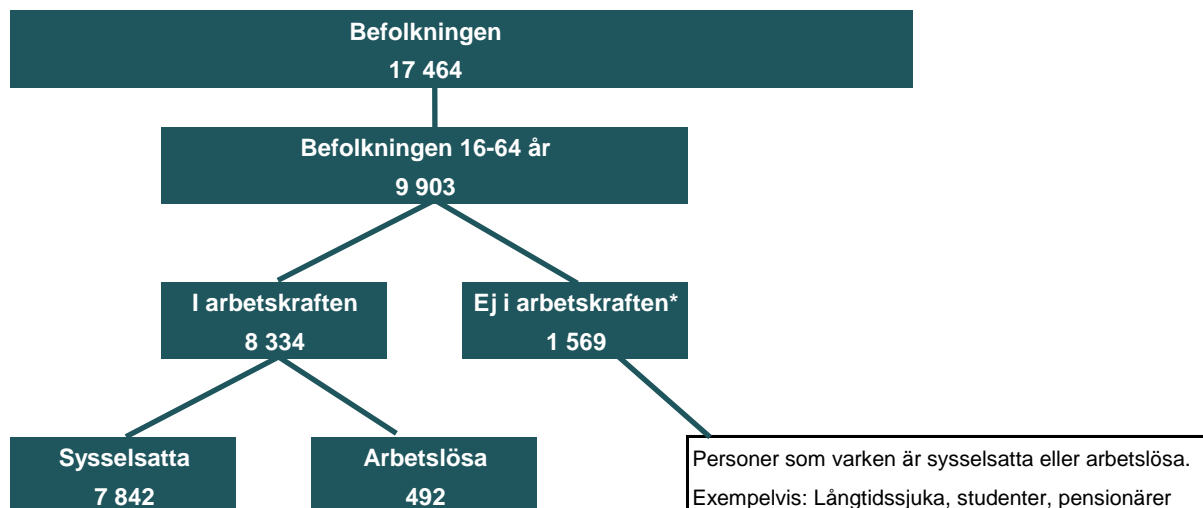 Befolkningen
17 464
Befolkningen 16-64 år
9 903
I arbetskraften
8 334
Ej i arbetskraften*
1 569
Sysselsatta
7 842
Arbetslösa
492
Personer som varken är sysselsatta eller arbetslösa.
Exempelvis: Långtidssjuka, studenter, pensionärer